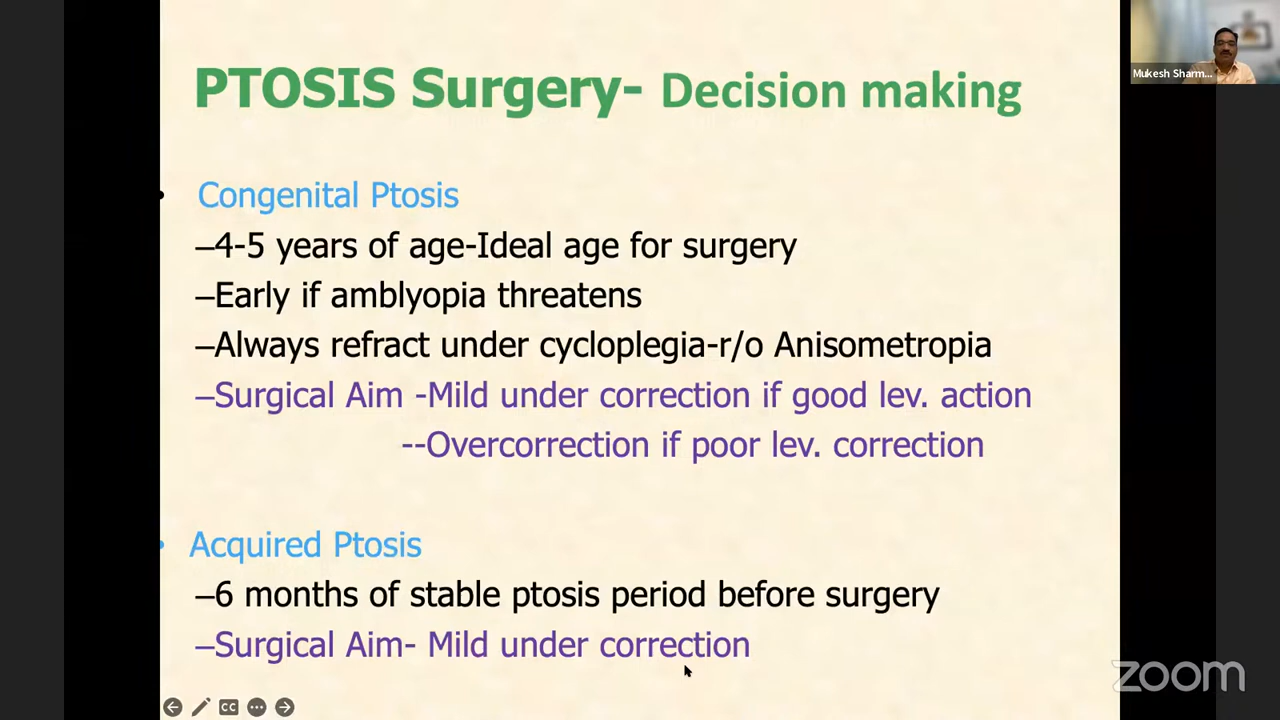 PTOSIS Surgery- Decision making
Mukesh Sharm...
• Congenital Ptosis
–4-5 years of age-Ideal age for surgery
–Early if amblyopia threatens
–Always refract under cycloplegia-r/o Anisometropia
–Surgical Aim -Mild under correction if good lev. action
--Overcorrection if poor lev. correction
• Acquired Ptosis
–6 months of stable ptosis period before surgery
–Surgical Aim- Mild under correction
zoom
CC